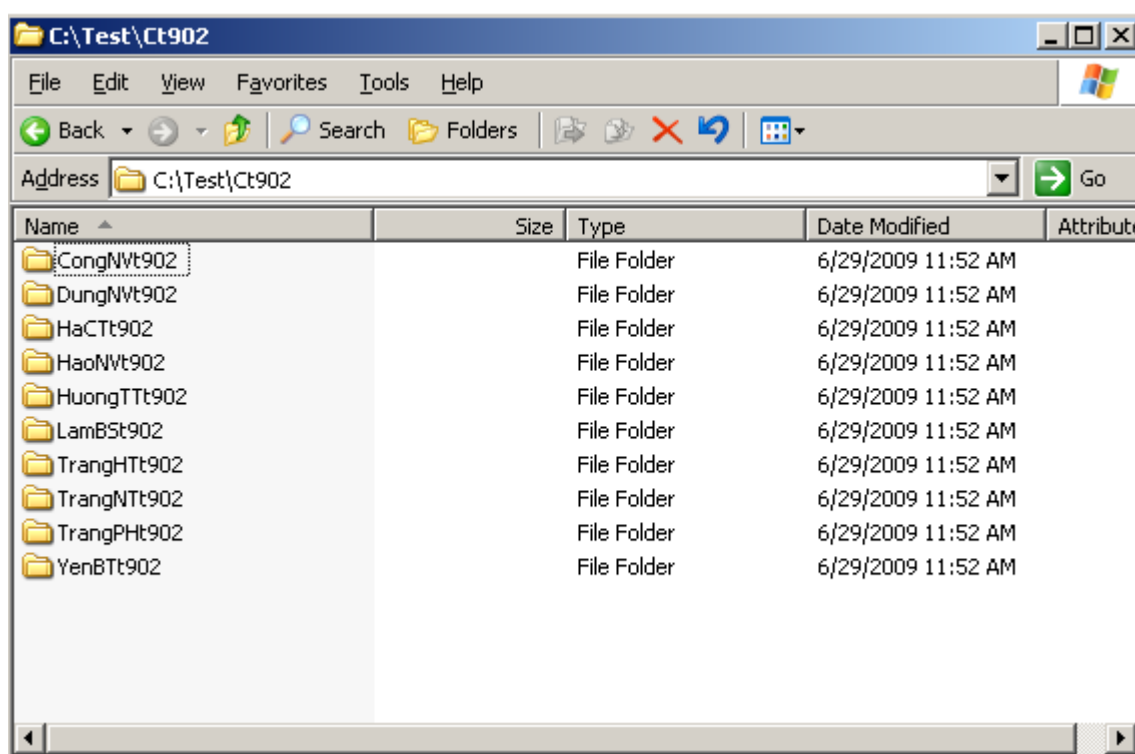 C:\Test\Ct902
File Edit View Favorites Tools Help
Back Search Folders
Address C:\Test\Ct902 Go
Name Size Type Date Modified Attribute
CongNVt902 File Folder 6/29/2009 11:52 AM
DungNVt902 File Folder 6/29/2009 11:52 AM
HaCTt902 File Folder 6/29/2009 11:52 AM
HaoNVt902 File Folder 6/29/2009 11:52 AM
HuongTTt902 File Folder 6/29/2009 11:52 AM
LamBSt902 File Folder 6/29/2009 11:52 AM
TrangHTt902 File Folder 6/29/2009 11:52 AM
TrangNTt902 File Folder 6/29/2009 11:52 AM
TrangPHt902 File Folder 6/29/2009 11:52 AM
YenBTt902 File Folder 6/29/2009 11:52 AM